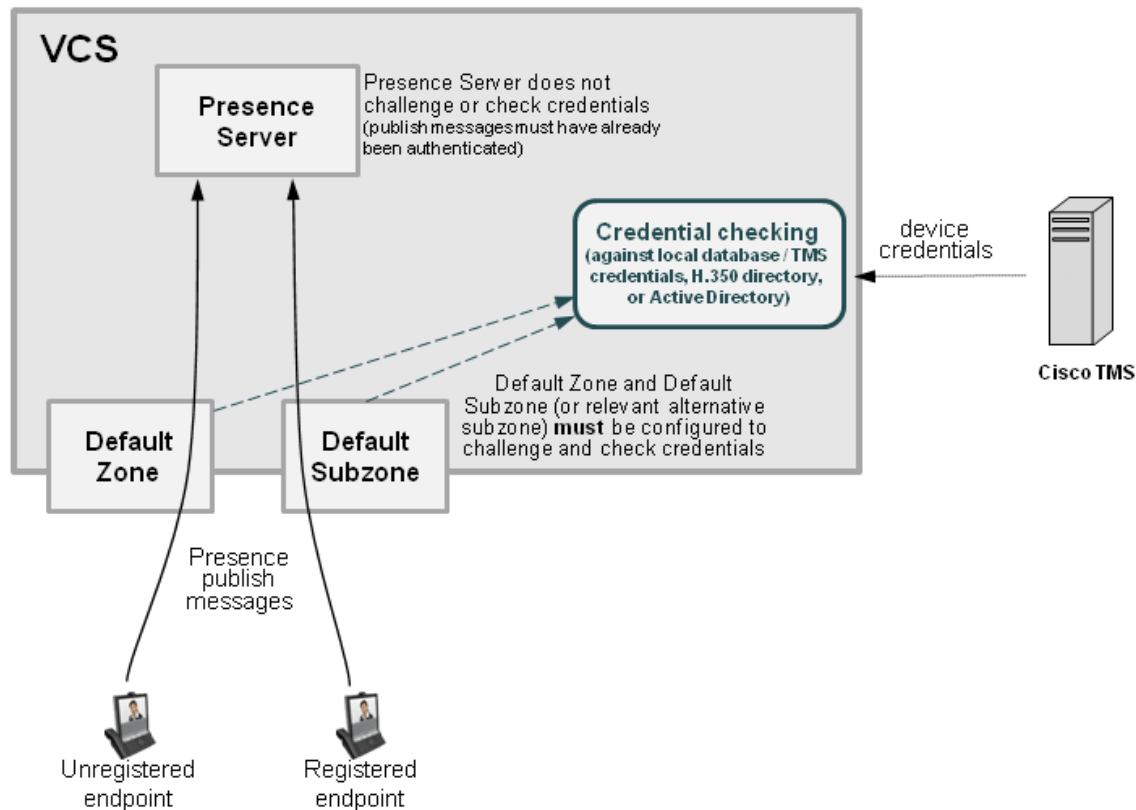 VCS
Presence
Server
Presence Server does not
challenge or check credentials
(publish messages must have already
been authenticated)
Credential checking
(against local database / TMS
credentials, H.350 directory,
or Active Directory)
device
credentials
Cisco TMS
Default
Zone
Default
Subzone
Default Zone and Default
Subzone (or relevant alternative
subzone) must be configured to
challenge and check credentials
Presence
publish
messages
Unregistered
endpoint
Registered
endpoint